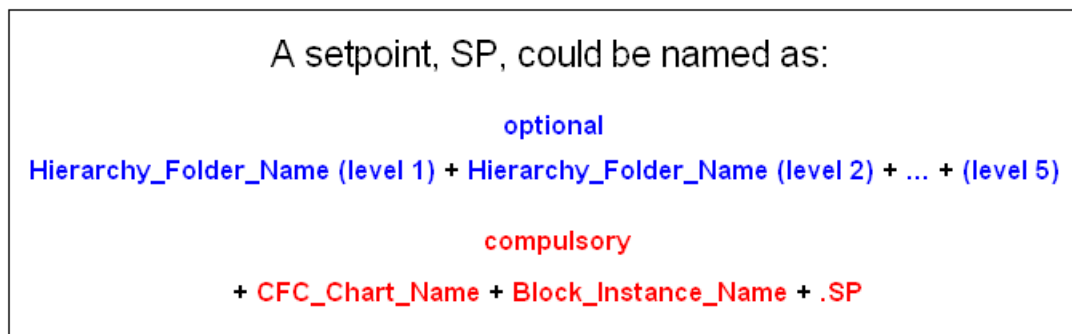 A setpoint, SP, could be named as:
optional
Hierarchy_Folder_Name (level 1) + Hierarchy_Folder_Name (level 2) + ... + (level 5)
compulsory
+ CFC_Chart_Name + Block_Instance_Name + .SP